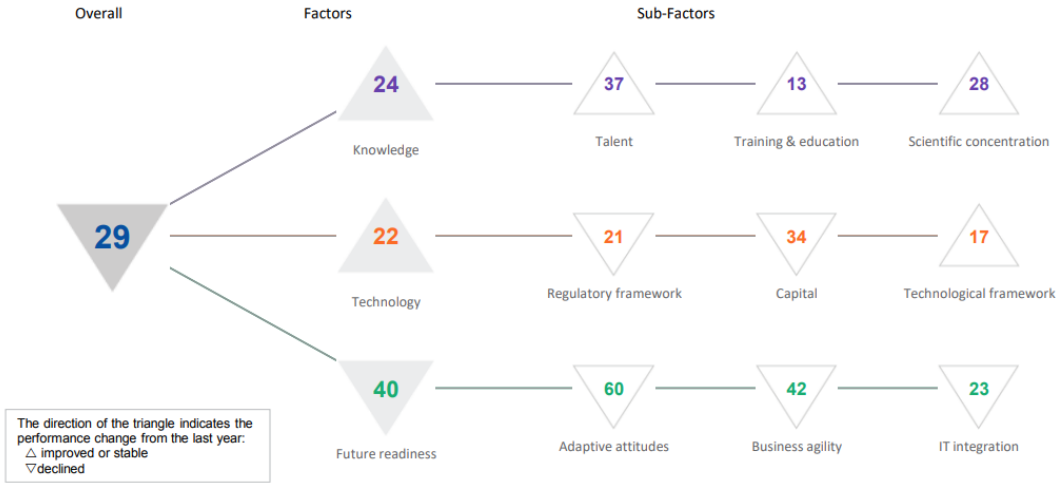 Overall Factors Sub-Factors
24 37 13 28
Knowledge Talent Training & education Scientific concentration
29 22 21 34 17
Technology Regulatory framework Capital Technological framework
40 60 42 23
Future readiness Adaptive attitudes Business agility IT integration
The direction of the triangle indicates the
performance change from the last year:
△ improved or stable
▽declined